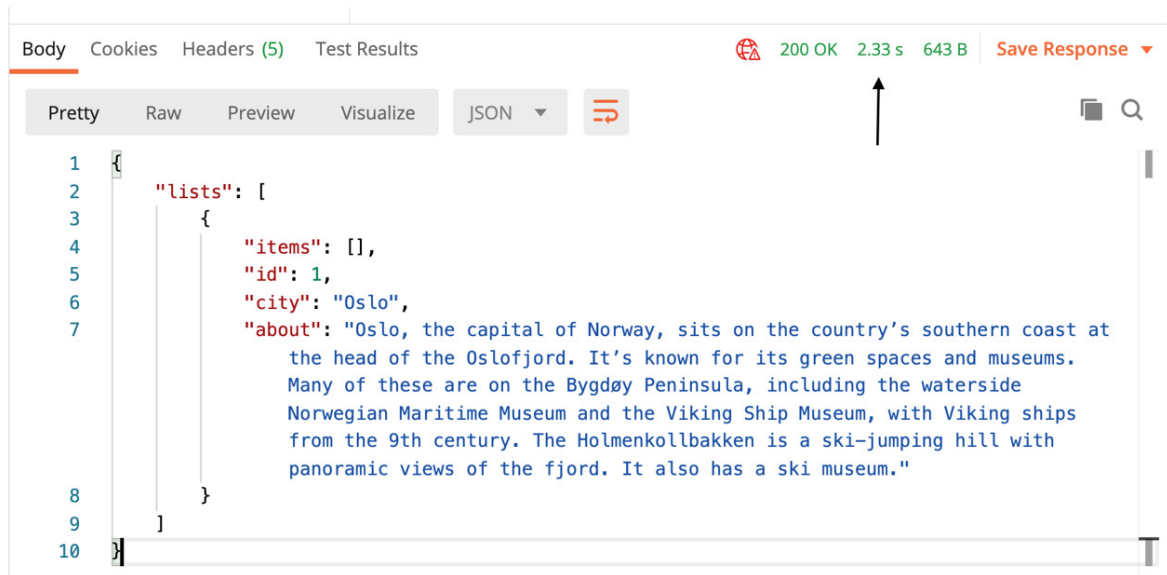 Body Cookies Headers (5) Test Results 200 OK 2.33 s 643 B Save Response
Pretty Raw Preview Visualize JSON
1 {
2 "lists": [
3 {
4 "items": [],
5 "id": 1,
6 "city": "Oslo",
7 "about": "Oslo, the capital of Norway, sits on the country’s southern coast at
the head of the Oslofjord. It’s known for its green spaces and museums.
Many of these are on the Bygdøy Peninsula, including the waterside
Norwegian Maritime Museum and the Viking Ship Museum, with Viking ships
from the 9th century. The Holmenkollbakken is a ski-jumping hill with
panoramic views of the fjord. It also has a ski museum."
8 }
9 ]
10 }